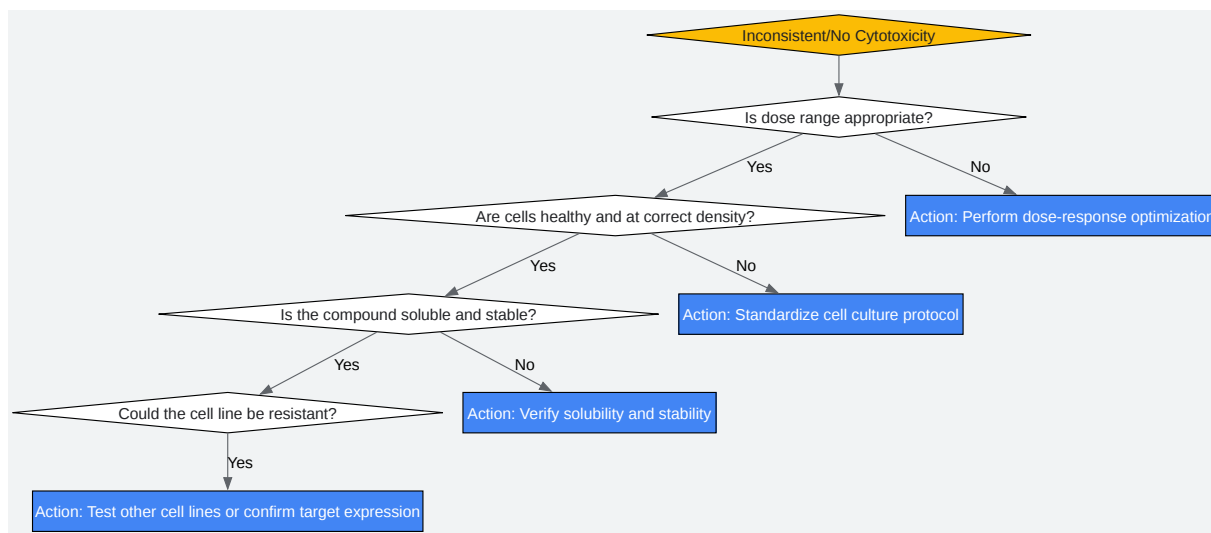 Inconsistent/No Cytotoxicity
Is dose range appropriate?
Yes
No
Are cells healthy and at correct density?
Action: Perform dose-response optimization
Yes
No
Is the compound soluble and stable?
Action: Standardize cell culture protocol
Yes
No
Could the cell line be resistant?
Action: Verify solubility and stability
Yes
Action: Test other cell lines or confirm target expression